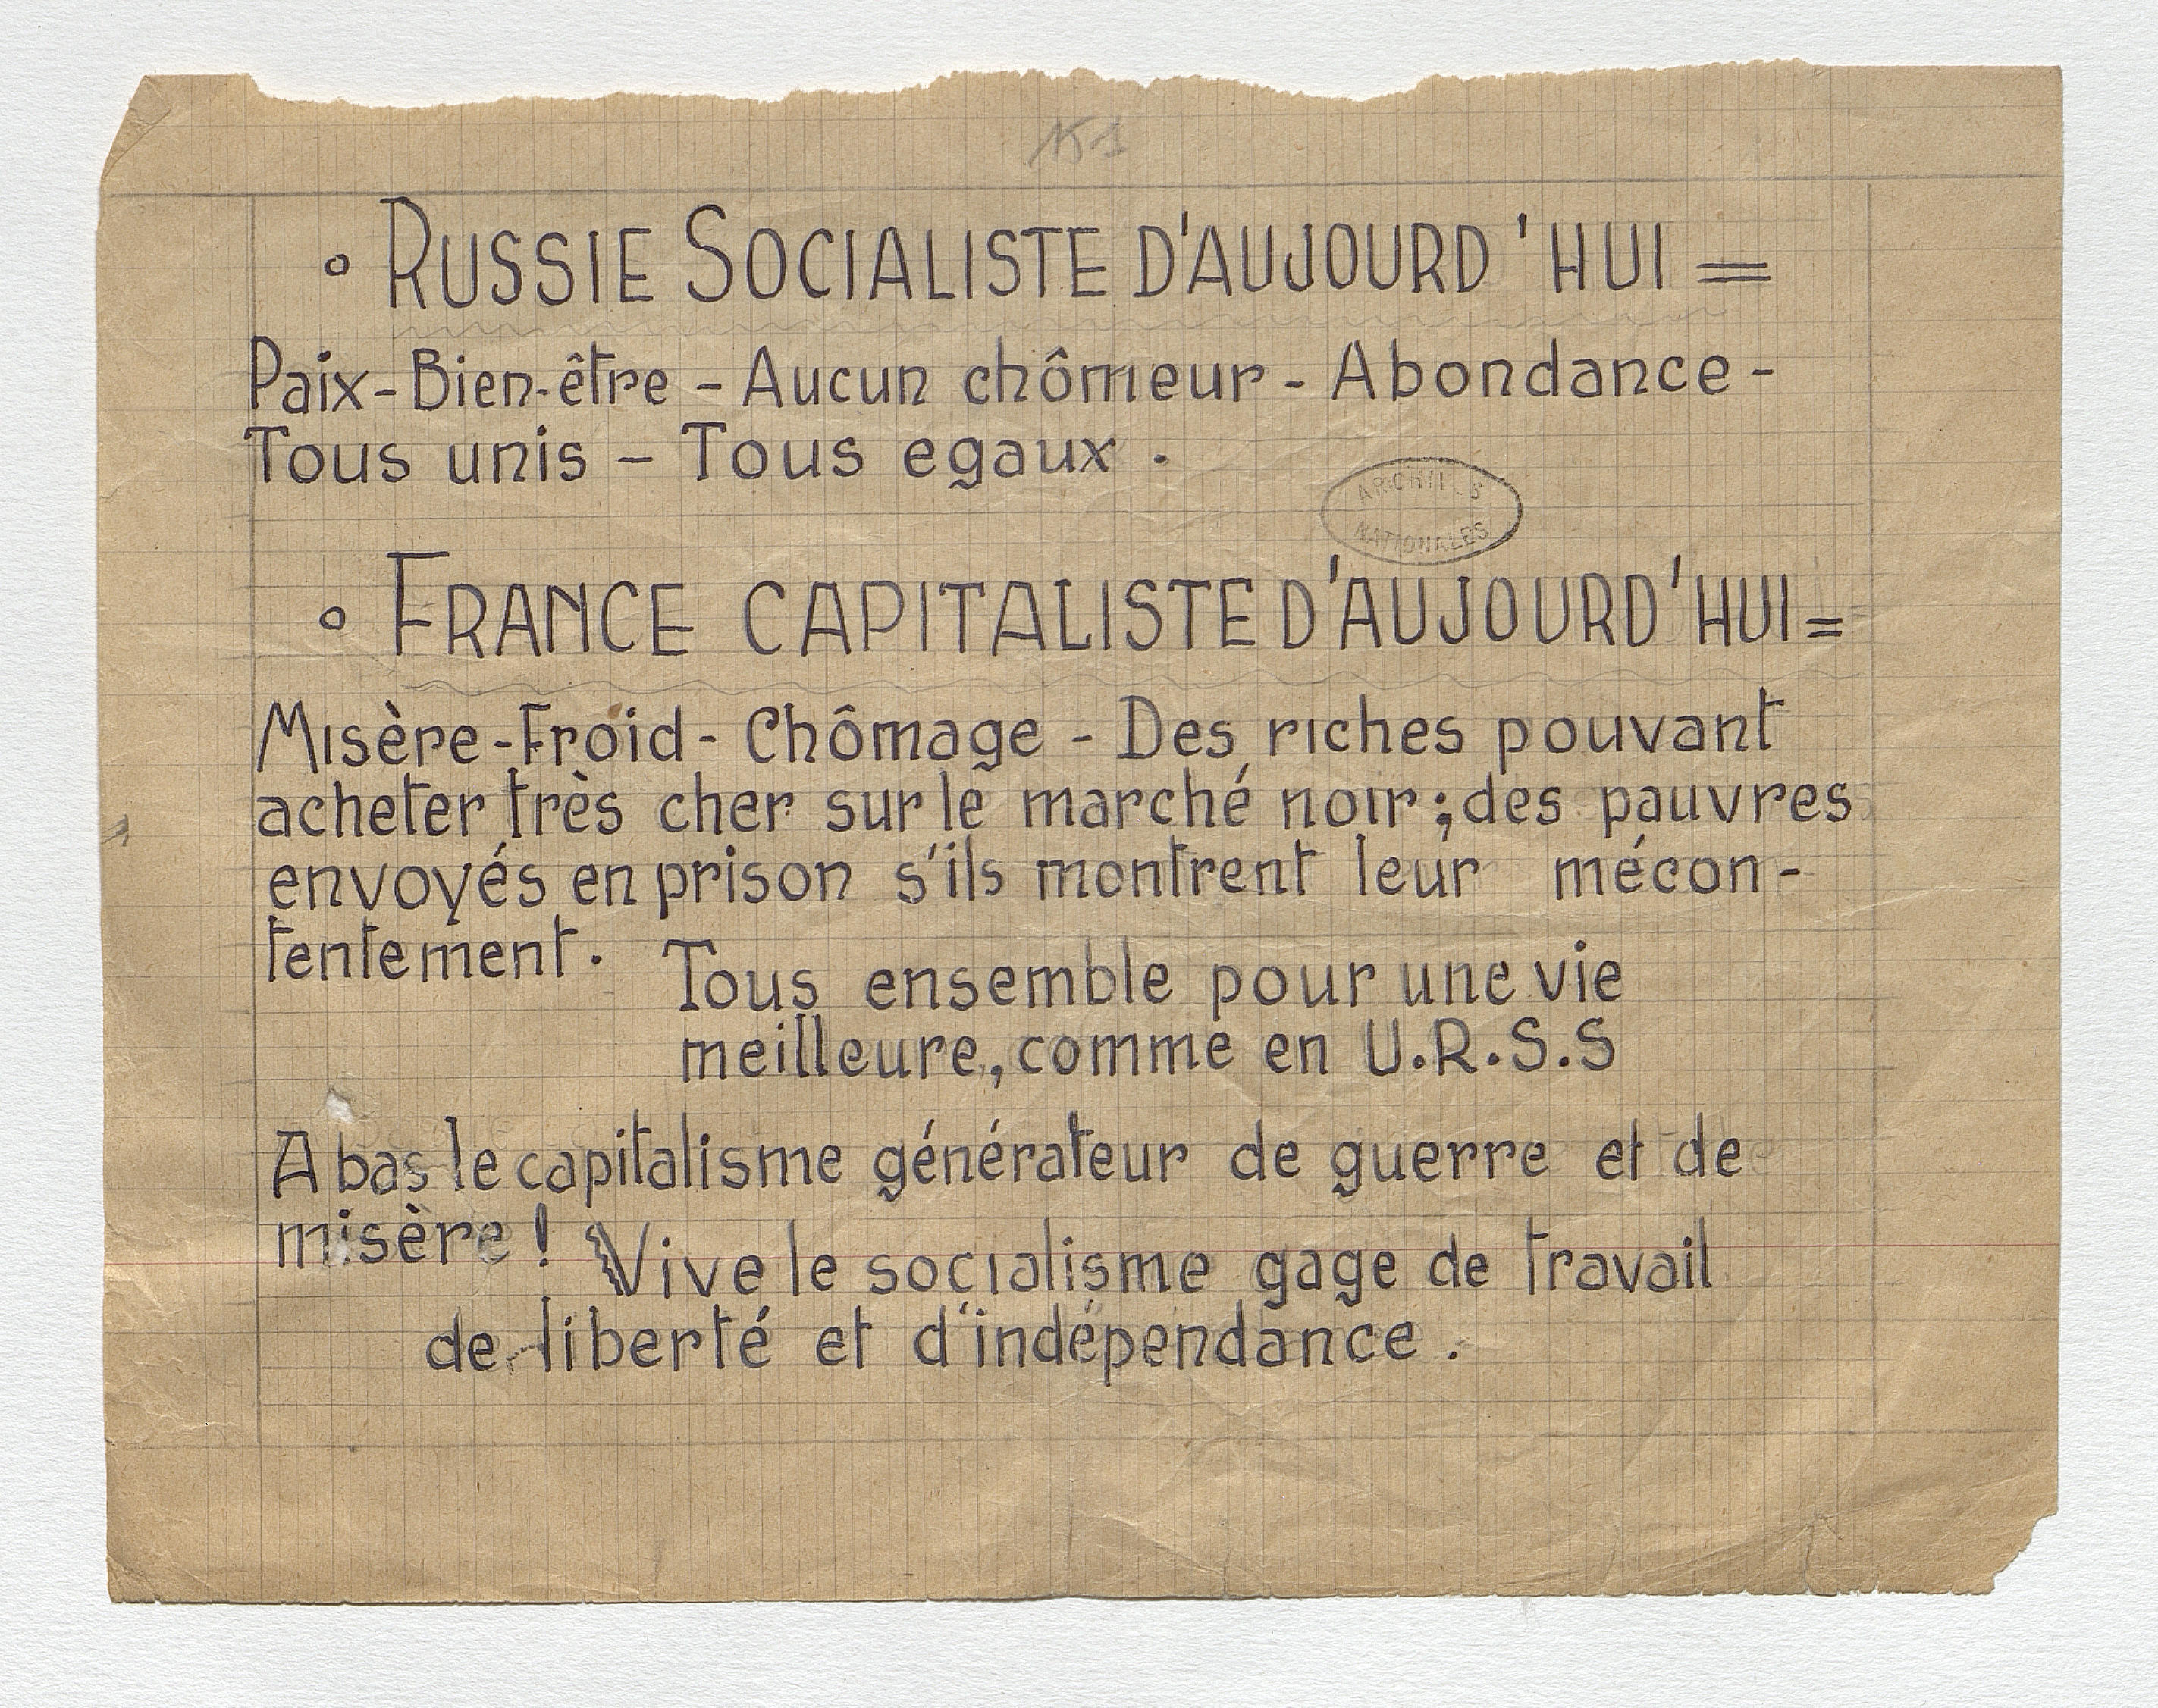 151
° RUSSIE SOCIALISTE D'AUJOURD'HUI =
Paix - Bien-être - Aucun chômeur - Abondance -
Tous unis - Tous egaux .
ARCHIVES
NATIONALES
° FRANCE CAPITALISTE D'AUJOURD'HUI =
Misère - Froid - Chômage - Des riches pouvant
acheter très cher sur le marché noir ; des pauvres
envoyés en prison s'ils montrent leur mécon-
tentement.
Tous ensemble pour une vie
meilleure, comme en U.R.S.S
A bas le capitalisme générateur de guerre et de
misère !
Vive le socialisme gage de travail
de liberté et d'indépendance .